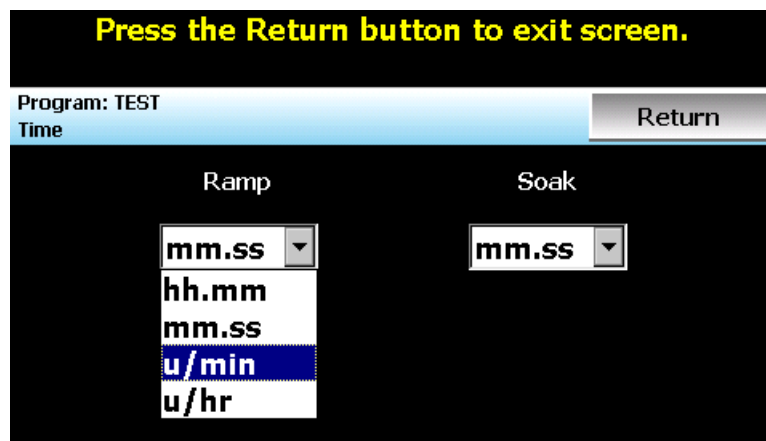 Press the Return button to exit screen.
Program: TEST
Time
Return
Ramp
Soak
mm.ss
mm.ss
hh.mm
mm.ss
u/min
u/hr